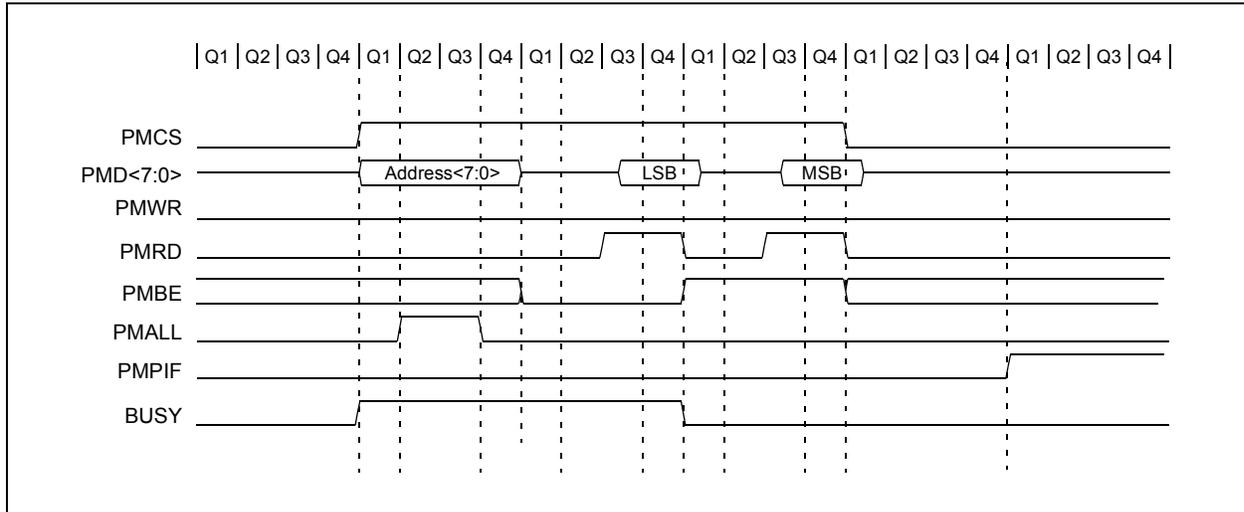 Q1 Q2 Q3 Q4 Q1 Q2 Q3 Q4 Q1 Q2 Q3 Q4 Q1 Q2 Q3 Q4 Q1 Q2 Q3 Q4 Q1 Q2 Q3 Q4
PMCS
PMD<7:0> Address<7:0> LSB MSB
PMWR
PMRD
PMBE
PMALL
PMPIF
BUSY